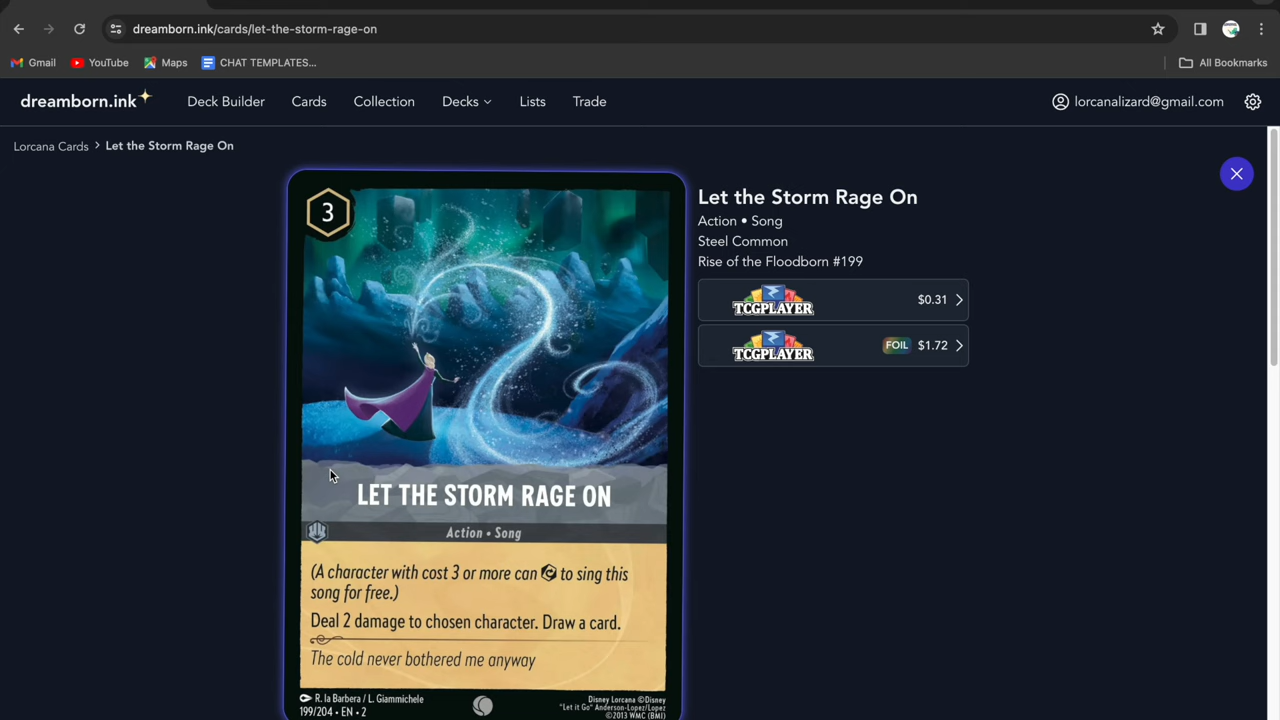 dreamborn.ink/cards/let-the-storm-rage-on
Gmail
YouTube
Maps
CHAT TEMPLATES...
All Bookmarks
dreamborn.ink
Deck Builder
Cards
Collection
Decks
Lists
Trade
lorcanalizard@gmail.com
Lorcana Cards > Let the Storm Rage On
3
LET THE STORM RAGE ON
Action • Song
(A character with cost 3 or more can to sing this
song for free.)
Deal 2 damage to chosen character. Draw a card.
The cold never bothered me anyway
R. la Barbera / L. Giammichele
199/204 • EN • 2
Disney Lorcana ©Disney
"Let it Go" Anderson-Lopez/Lopez
©2013 WMC (BMI)
Let the Storm Rage On
Action • Song
Steel Common
Rise of the Floodborn #199
TCGPLAYER $0.31
TCGPLAYER FOIL $1.72